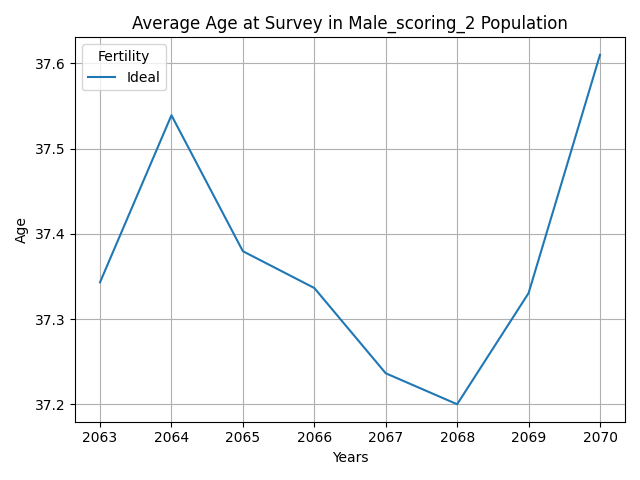 Average Age at Survey in Male_scoring_2 Population
Fertility
Ideal
37.6
37.5
37.4
37.3
37.2
Age
2063 2064 2065 2066 2067 2068 2069 2070
Years